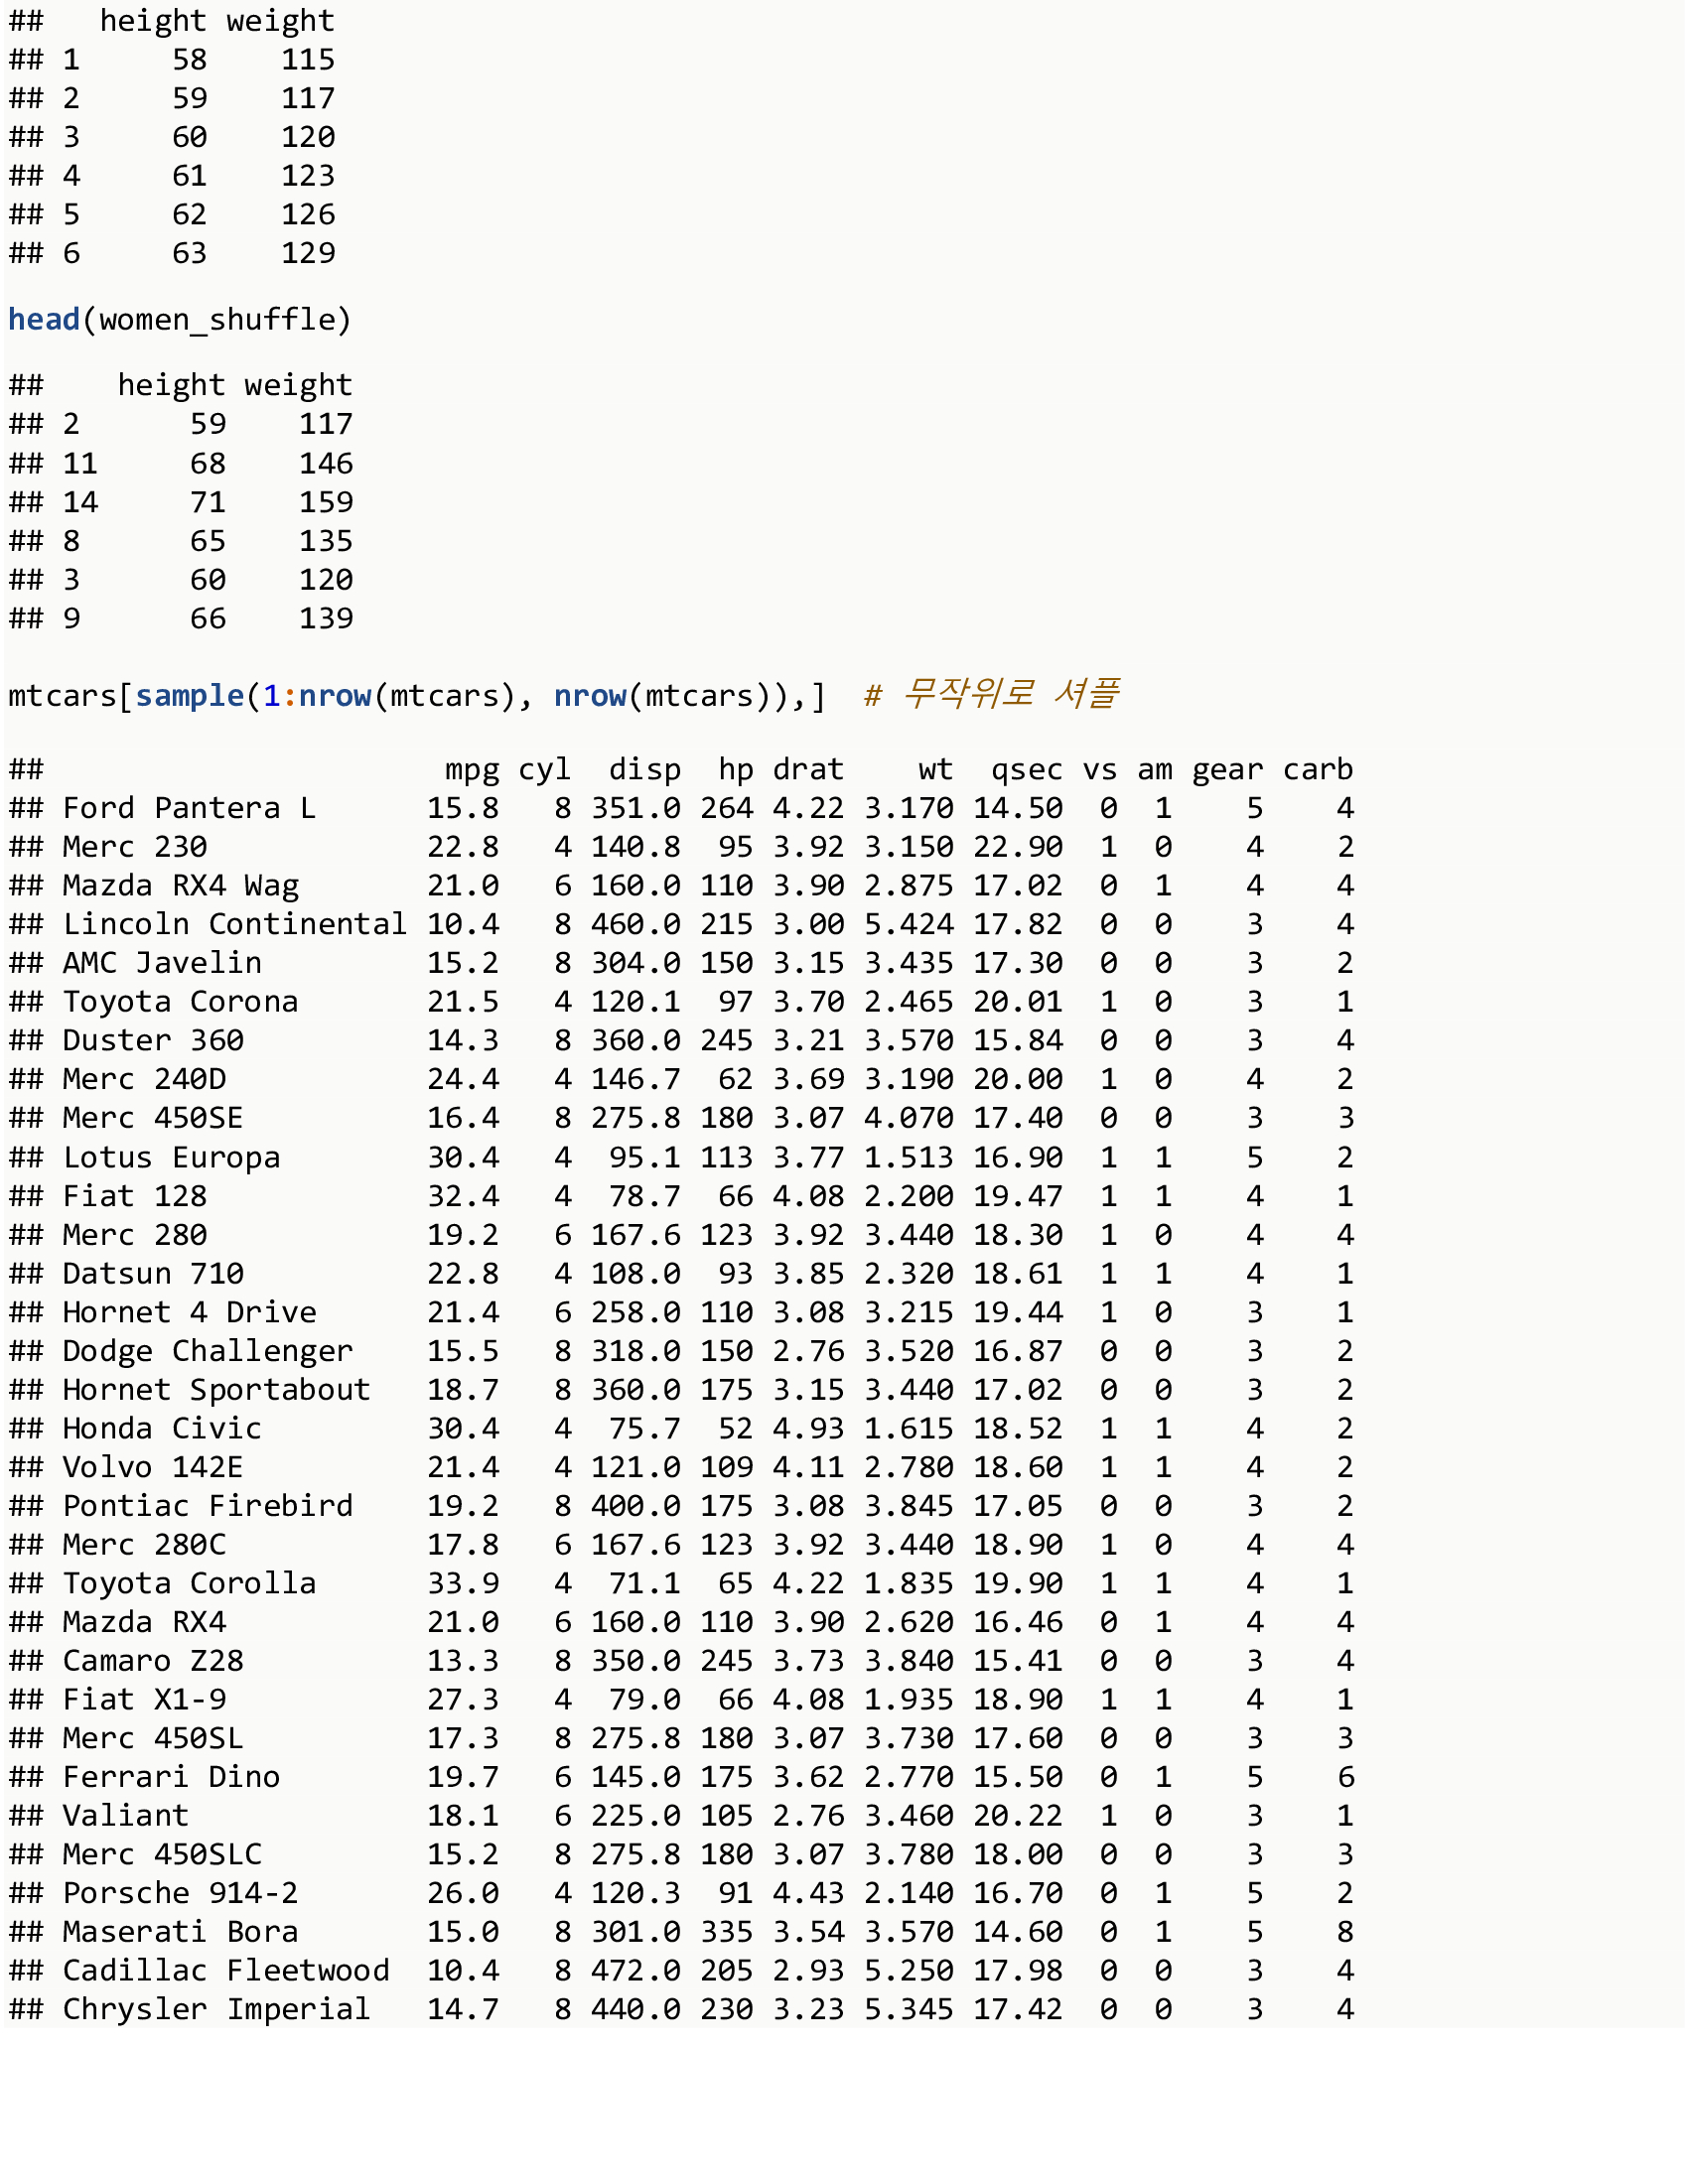 ##   height weight
## 1     58    115
## 2     59    117
## 3     60    120
## 4     61    123
## 5     62    126
## 6     63    129
head(women_shuffle)
##    height weight
## 2      59    117
## 11     68    146
## 14     71    159
## 8      65    135
## 3      60    120
## 9      66    139
mtcars[sample(1:nrow(mtcars), nrow(mtcars)),]  # 무작위로 셔플
##                      mpg cyl  disp  hp drat    wt  qsec vs am gear carb
## Ford Pantera L      15.8   8 351.0 264 4.22 3.170 14.50  0  1    5    4
## Merc 230            22.8   4 140.8  95 3.92 3.150 22.90  1  0    4    2
## Mazda RX4 Wag       21.0   6 160.0 110 3.90 2.875 17.02  0  1    4    4
## Lincoln Continental 10.4   8 460.0 215 3.00 5.424 17.82  0  0    3    4
## AMC Javelin         15.2   8 304.0 150 3.15 3.435 17.30  0  0    3    2
## Toyota Corona       21.5   4 120.1  97 3.70 2.465 20.01  1  0    3    1
## Duster 360          14.3   8 360.0 245 3.21 3.570 15.84  0  0    3    4
## Merc 240D           24.4   4 146.7  62 3.69 3.190 20.00  1  0    4    2
## Merc 450SE          16.4   8 275.8 180 3.07 4.070 17.40  0  0    3    3
## Lotus Europa        30.4   4  95.1 113 3.77 1.513 16.90  1  1    5    2
## Fiat 128            32.4   4  78.7  66 4.08 2.200 19.47  1  1    4    1
## Merc 280            19.2   6 167.6 123 3.92 3.440 18.30  1  0    4    4
## Datsun 710          22.8   4 108.0  93 3.85 2.320 18.61  1  1    4    1
## Hornet 4 Drive      21.4   6 258.0 110 3.08 3.215 19.44  1  0    3    1
## Dodge Challenger    15.5   8 318.0 150 2.76 3.520 16.87  0  0    3    2
## Hornet Sportabout   18.7   8 360.0 175 3.15 3.440 17.02  0  0    3    2
## Honda Civic         30.4   4  75.7  52 4.93 1.615 18.52  1  1    4    2
## Volvo 142E          21.4   4 121.0 109 4.11 2.780 18.60  1  1    4    2
## Pontiac Firebird    19.2   8 400.0 175 3.08 3.845 17.05  0  0    3    2
## Merc 280C           17.8   6 167.6 123 3.92 3.440 18.90  1  0    4    4
## Toyota Corolla      33.9   4  71.1  65 4.22 1.835 19.90  1  1    4    1
## Mazda RX4           21.0   6 160.0 110 3.90 2.620 16.46  0  1    4    4
## Camaro Z28          13.3   8 350.0 245 3.73 3.840 15.41  0  0    3    4
## Fiat X1-9           27.3   4  79.0  66 4.08 1.935 18.90  1  1    4    1
## Merc 450SL          17.3   8 275.8 180 3.07 3.730 17.60  0  0    3    3
## Ferrari Dino        19.7   6 145.0 175 3.62 2.770 15.50  0  1    5    6
## Valiant             18.1   6 225.0 105 2.76 3.460 20.22  1  0    3    1
## Merc 450SLC         15.2   8 275.8 180 3.07 3.780 18.00  0  0    3    3
## Porsche 914-2       26.0   4 120.3  91 4.43 2.140 16.70  0  1    5    2
## Maserati Bora       15.0   8 301.0 335 3.54 3.570 14.60  0  1    5    8
## Cadillac Fleetwood  10.4   8 472.0 205 2.93 5.250 17.98  0  0    3    4
## Chrysler Imperial   14.7   8 440.0 230 3.23 5.345 17.42  0  0    3    4